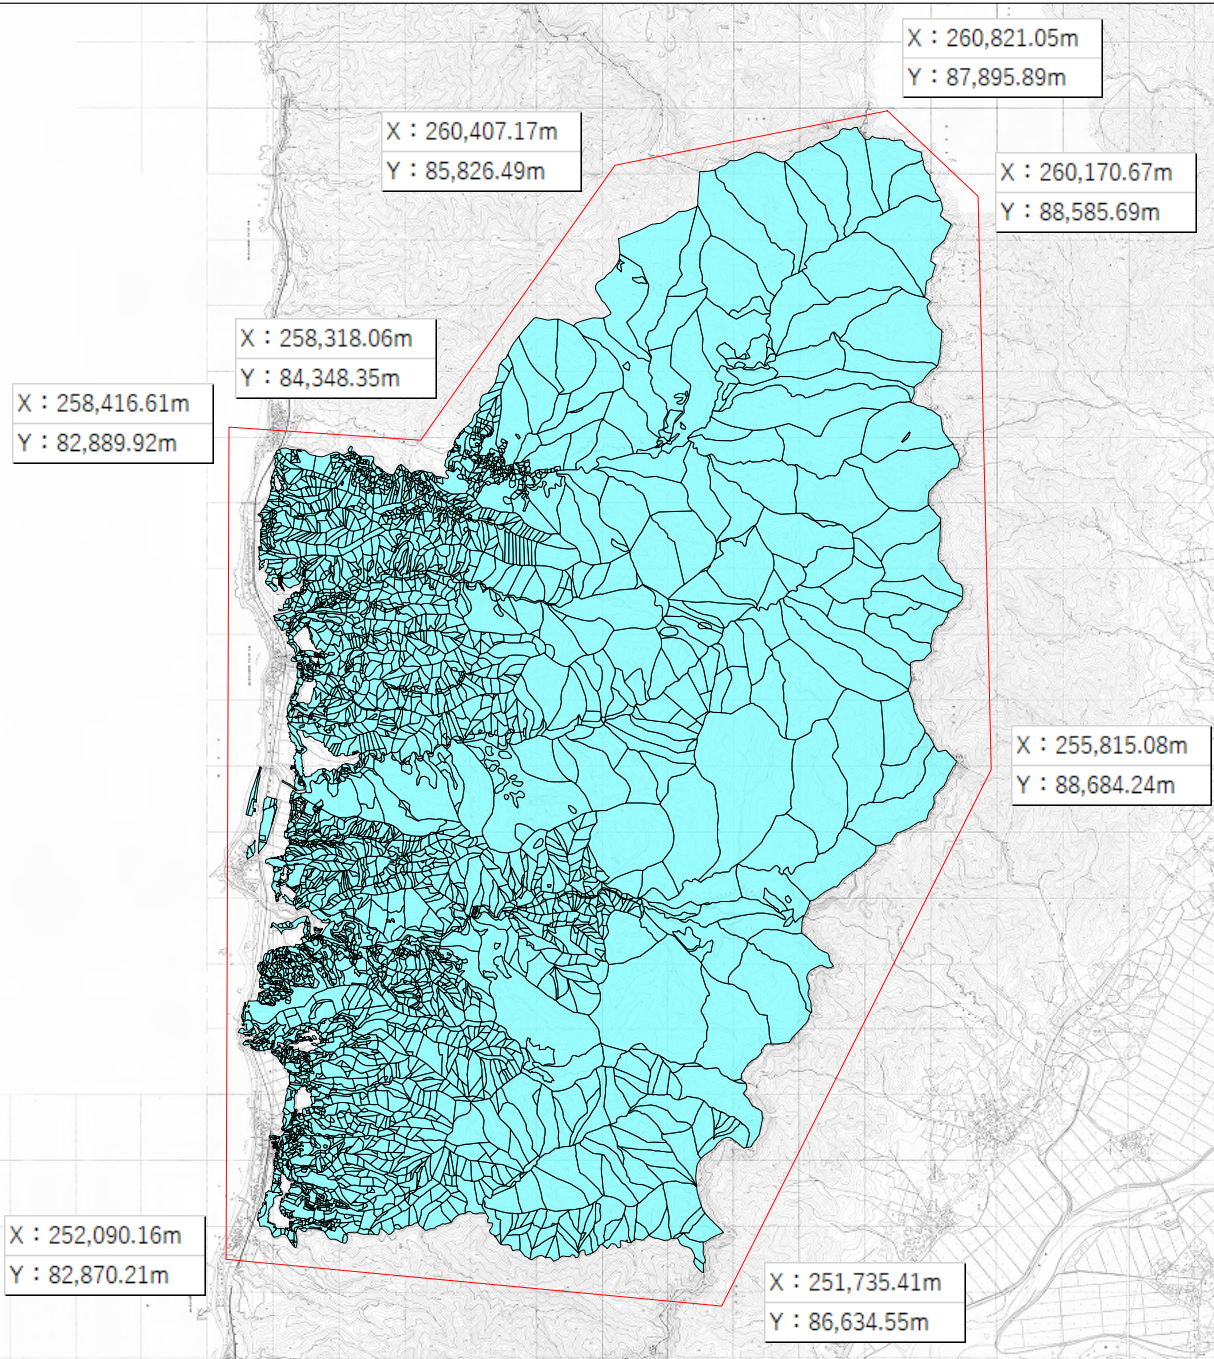 X：260,821.05m
Y：87,895.89m
X：260,407.17m
Y：85,826.49m
X：260,170.67m
Y：88,585.69m
X：258,318.06m
Y：84,348.35m
X：258,416.61m
Y：82,889.92m
X：255,815.08m
Y：88,684.24m
X：252,090.16m
Y：82,870.21m
X：251,735.41m
Y：86,634.55m